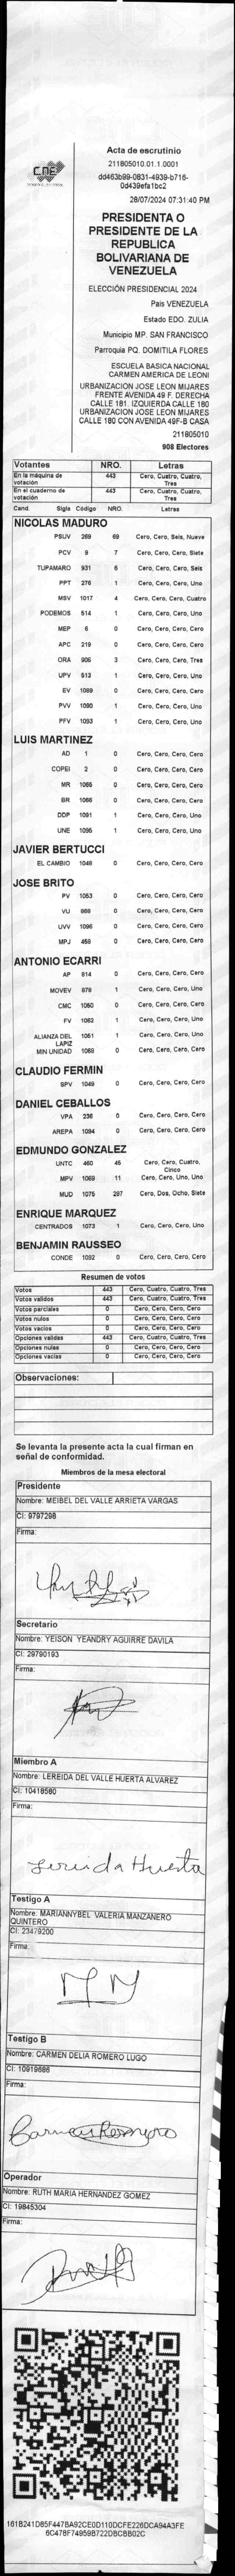 CNE
Acta de escrutinio
211805010.01.1.0001
dd463b99-0831-4939-b716-
0d439efa1bc2
28/07/2024 07:31:40 PM
PRESIDENTA O
PRESIDENTE DE LA
REPUBLICA
BOLIVARIANA DE
VENEZUELA
ELECCIÓN PRESIDENCIAL 2024
País VENEZUELA
Estado EDO. ZULIA
Municipio MP. SAN FRANCISCO
Parroquia PQ. DOMITILA FLORES
ESCUELA BASICA NACIONAL
CARMEN AMERICA DE LEONI
URBANIZACION JOSE LEON MIJARES
FRENTE AVENIDA 49 F. DERECHA
CALLE 181. IZQUIERDA CALLE 180
URBANIZACION JOSE LEON MIJARES
CALLE 180 CON AVENIDA 49F-B CASA
211805010
908 Electores
Votantes NRO. Letras
En la máquina de votación 443 Cero, Cuatro, Cuatro, Tres
En el cuaderno de votación 443 Cero, Cuatro, Cuatro, Tres
Cand. Sigla Código NRO. Letras
NICOLAS MADURO
PSUV 269 69 Cero, Cero, Seis, Nueve
PCV 9 7 Cero, Cero, Cero, Siete
TUPAMARO 931 6 Cero, Cero, Cero, Seis
PPT 276 1 Cero, Cero, Cero, Uno
MSV 1017 4 Cero, Cero, Cero, Cuatro
PODEMOS 514 1 Cero, Cero, Cero, Uno
MEP 6 0 Cero, Cero, Cero, Cero
APC 219 0 Cero, Cero, Cero, Cero
ORA 906 3 Cero, Cero, Cero, Tres
UPV 513 1 Cero, Cero, Cero, Uno
EV 1089 0 Cero, Cero, Cero, Cero
PVV 1090 1 Cero, Cero, Cero, Uno
PFV 1093 1 Cero, Cero, Cero, Uno
LUIS MARTINEZ
AD 1 0 Cero, Cero, Cero, Cero
COPEI 2 0 Cero, Cero, Cero, Cero
MR 1065 0 Cero, Cero, Cero, Cero
BR 1066 0 Cero, Cero, Cero, Cero
DDP 1091 1 Cero, Cero, Cero, Uno
UNE 1095 1 Cero, Cero, Cero, Uno
JAVIER BERTUCCI
EL CAMBIO 1048 0 Cero, Cero, Cero, Cero
JOSE BRITO
PV 1053 0 Cero, Cero, Cero, Cero
VU 868 0 Cero, Cero, Cero, Cero
UVV 1096 0 Cero, Cero, Cero, Cero
MPJ 458 0 Cero, Cero, Cero, Cero
ANTONIO ECARRI
AP 814 0 Cero, Cero, Cero, Cero
MOVEV 878 1 Cero, Cero, Cero, Uno
CMC 1050 0 Cero, Cero, Cero, Cero
FV 1062 1 Cero, Cero, Cero, Uno
ALIANZA DEL LAPIZ 1051 1 Cero, Cero, Cero, Uno
MIN UNIDAD 1069 0 Cero, Cero, Cero, Cero
CLAUDIO FERMIN
SPV 1049 0 Cero, Cero, Cero, Cero
DANIEL CEBALLOS
VPA 236 0 Cero, Cero, Cero, Cero
AREPA 1094 0 Cero, Cero, Cero, Cero
EDMUNDO GONZALEZ
UNTC 460 45 Cero, Cero, Cuatro, Cinco
MPV 1069 11 Cero, Cero, Uno, Uno
MUD 1075 287 Cero, Dos, Ocho, Siete
ENRIQUE MARQUEZ
CENTRADOS 1073 1 Cero, Cero, Cero, Uno
BENJAMIN RAUSSEO
CONDE 1092 0 Cero, Cero, Cero, Cero
Resumen de votos
Votos 443 Cero, Cuatro, Cuatro, Tres
Votos validos 443 Cero, Cuatro, Cuatro, Tres
Votos parciales 0 Cero, Cero, Cero, Cero
Votos nulos 0 Cero, Cero, Cero, Cero
Votos vacios 0 Cero, Cero, Cero, Cero
Opciones validas 443 Cero, Cuatro, Cuatro, Tres
Opciones nulas 0 Cero, Cero, Cero, Cero
Opciones vacias 0 Cero, Cero, Cero, Cero
Observaciones:
Se levanta la presente acta la cual firman en
señal de conformidad.
Miembros de la mesa electoral
Presidente
Nombre: MEIBEL DEL VALLE ARRIETA VARGAS
CI: 9797298
Firma:
Secretario
Nombre: YEISON YEANDRY AGUIRRE DAVILA
CI: 29790193
Firma:
Miembro A
Nombre: LEREIDA DEL VALLE HUERTA ALVAREZ
CI: 10418560
Firma:
Lereida Huerta
Testigo A
Nombre: MARIANNYBEL VALERIA MANZANERO
QUINTERO
CI: 23479200
Firma:
Testigo B
Nombre: CARMEN DELIA ROMERO LUGO
CI: 10919686
Firma:
Carmen Romero
Operador
Nombre: RUTH MARIA HERNANDEZ GOMEZ
CI: 19845304
Firma:
161B241D85F447BA92CE0D110DCFE226DCA94A3FE
6C478F74959B722DBCBB02C